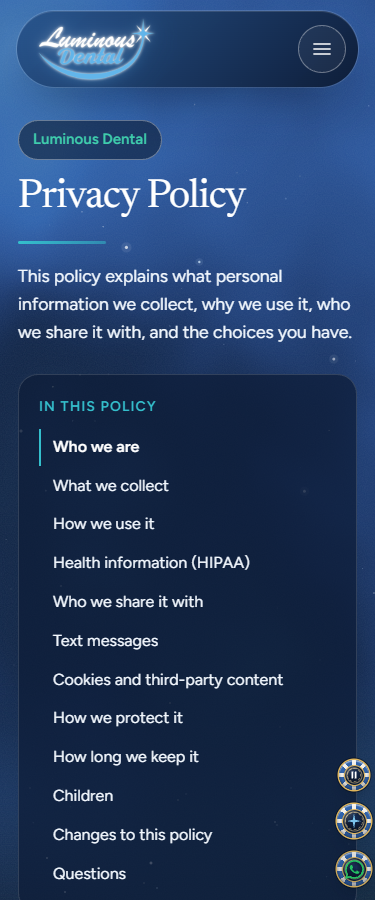 Luminous
Dental
Luminous Dental
Privacy Policy
This policy explains what personal
information we collect, why we use it, who
we share it with, and the choices you have.
IN THIS POLICY
Who we are
What we collect
How we use it
Health information (HIPAA)
Who we share it with
Text messages
Cookies and third-party content
How we protect it
How long we keep it
Children
Changes to this policy
Questions